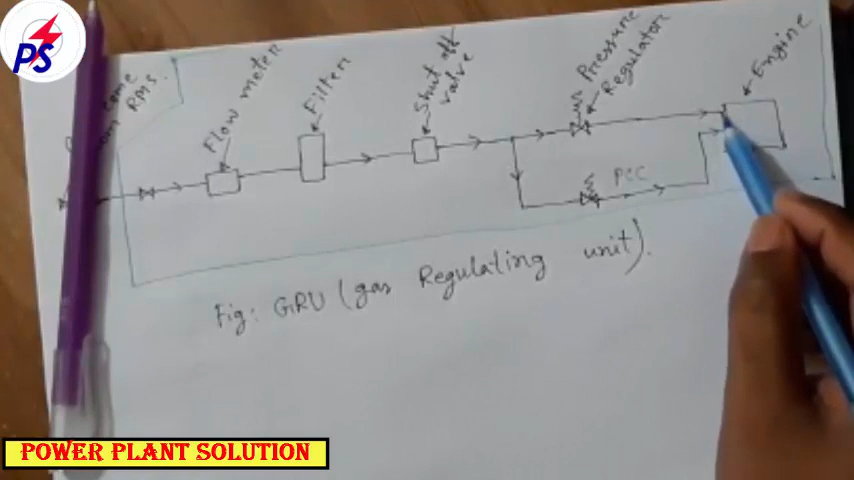 PS
come
RMS.
Flow meter
Filter
Shut off
valve
Pressure
Regulator
Engine
PCC
Fig: GRU (gas Regulating unit).
POWER PLANT SOLUTION